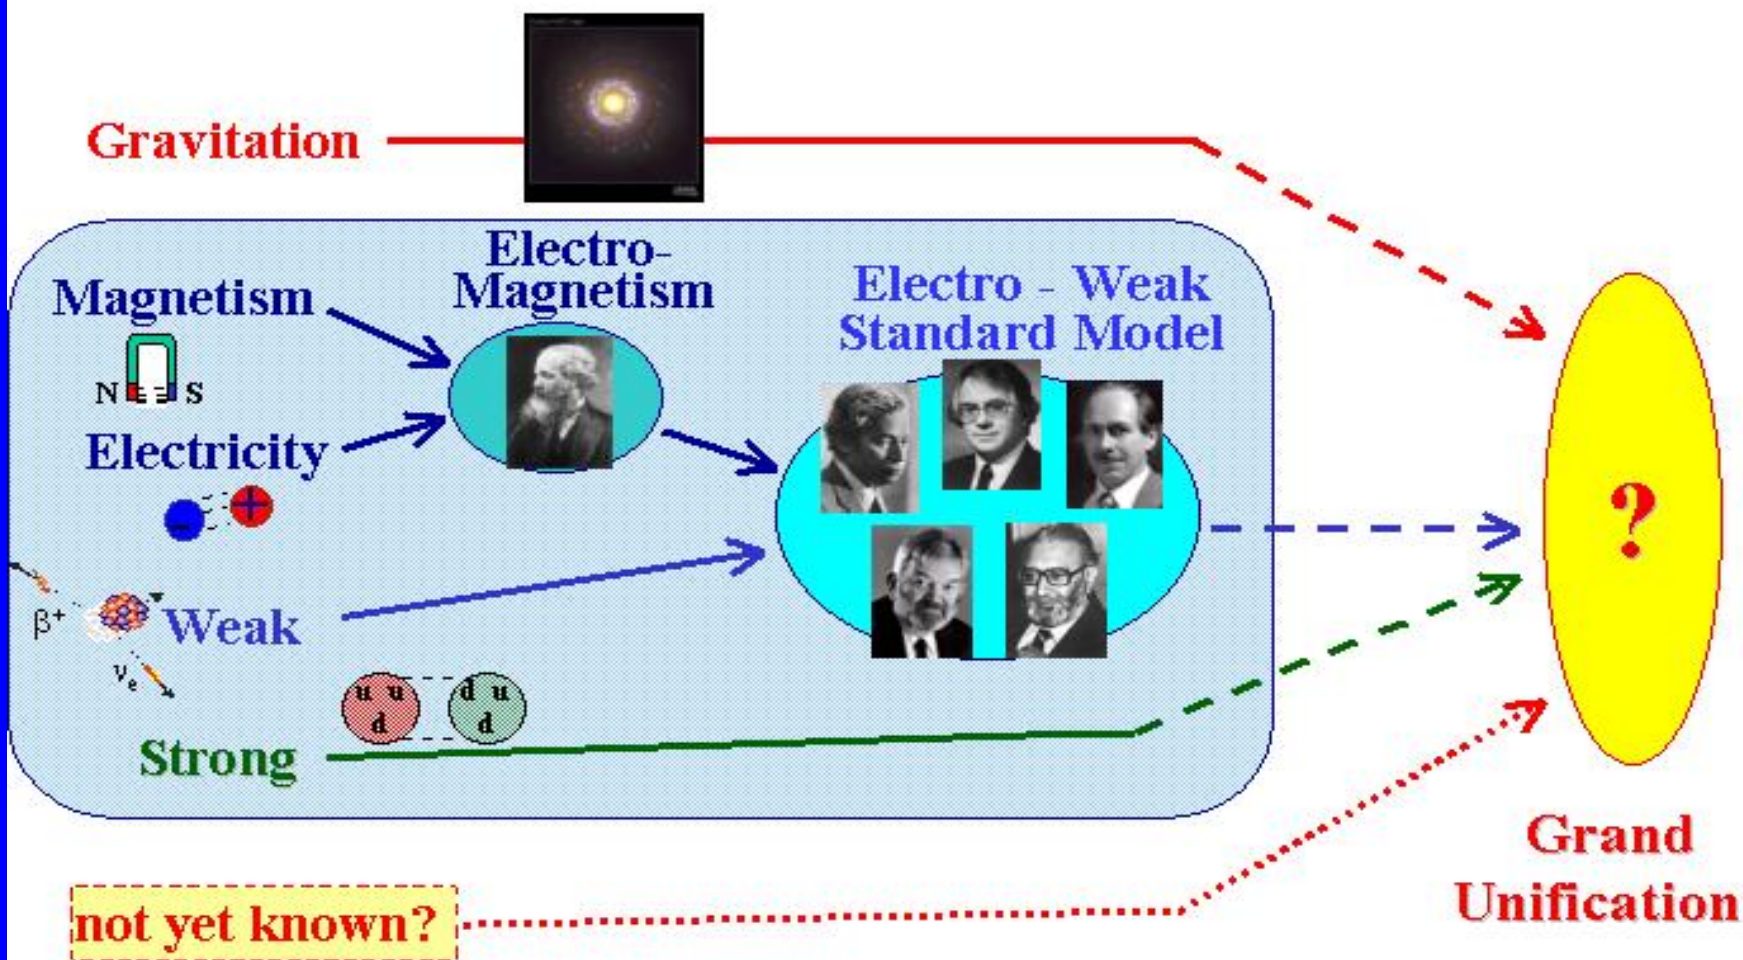 Gravitation
Electro-
Magnetism
Magnetism
Electro - Weak
Standard Model
N S
Electricity
- +
β+
Weak
νe
u u
d
d u
d
Strong
?
Grand
Unification
not yet known?